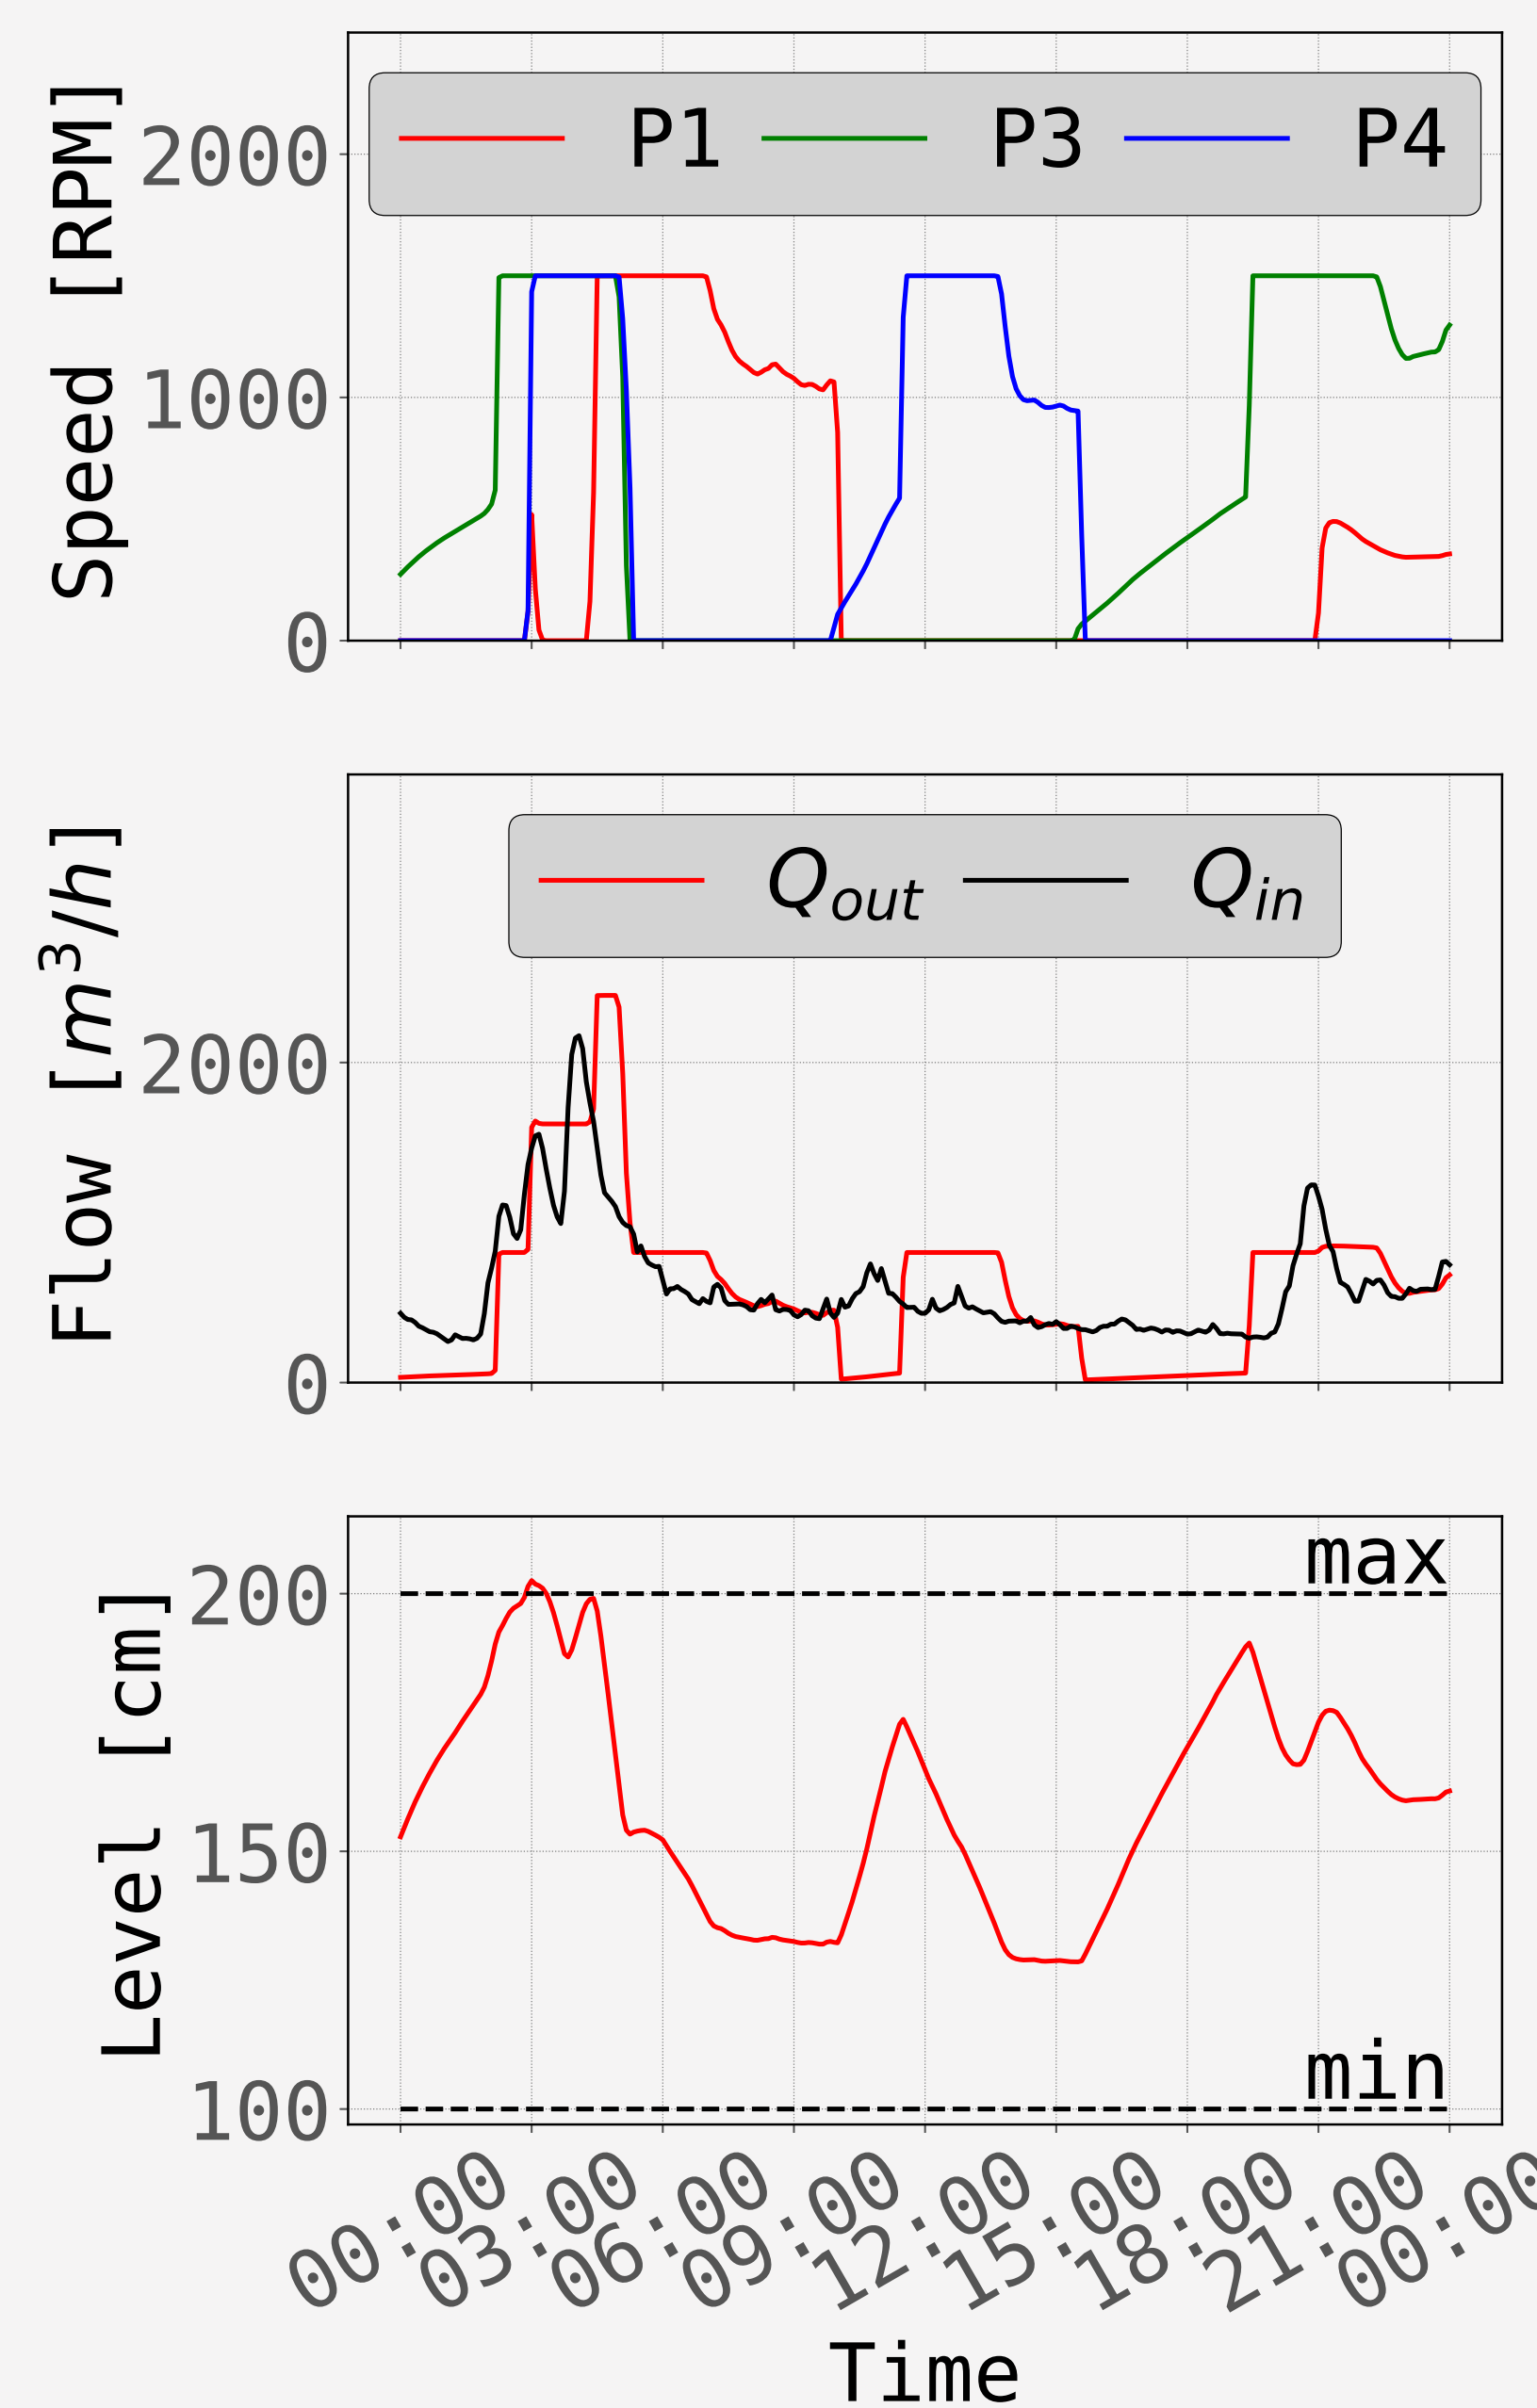 Speed [RPM]
2000
1000
0
P1 P3 P4
Flow [m³/h]
2000
0
Q_out Q_in
Level [cm]
200
150
100
max
min
00:00 03:00 06:00 09:00 12:00 15:00 18:00 21:00 00:00
Time